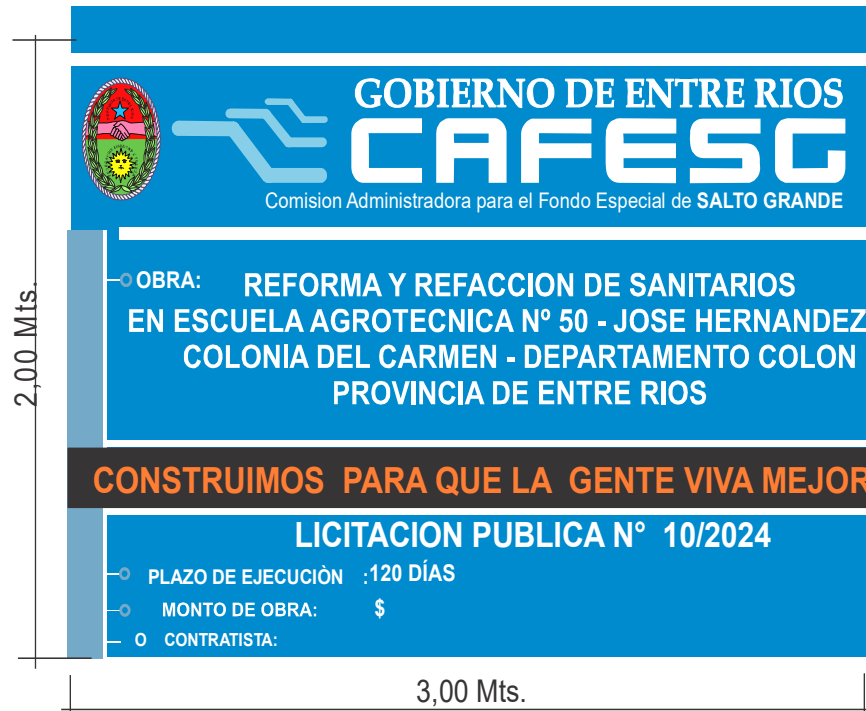 GOBIERNO DE ENTRE RIOS
CAFESG
Comision Administradora para el Fondo Especial de SALTO GRANDE
OBRA: REFORMA Y REFACCION DE SANITARIOS
EN ESCUELA AGROTECNICA Nº 50 - JOSE HERNANDEZ
COLONIA DEL CARMEN - DEPARTAMENTO COLON
PROVINCIA DE ENTRE RIOS
CONSTRUIMOS PARA QUE LA GENTE VIVA MEJOR
LICITACION PUBLICA N° 10/2024
PLAZO DE EJECUCIÒN :120 DÍAS
MONTO DE OBRA: $
O CONTRATISTA:
2,00 Mts.
3,00 Mts.